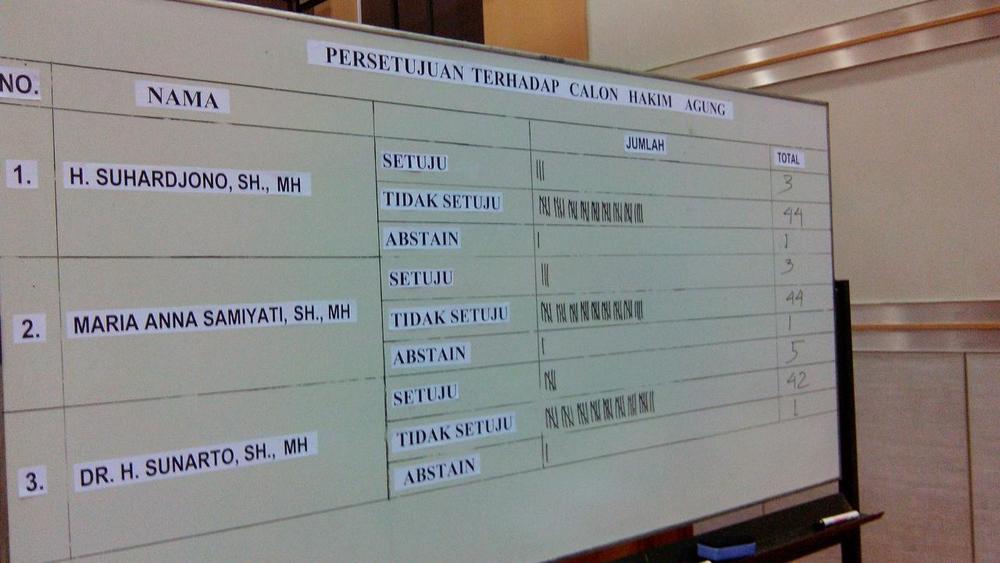 PERSETUJUAN TERHADAP CALON HAKIM AGUNG
NO. NAMA JUMLAH TOTAL
1. H. SUHARDJONO, SH., MH SETUJU 3
TIDAK SETUJU 44
ABSTAIN 1
2. MARIA ANNA SAMIYATI, SH., MH SETUJU 3
TIDAK SETUJU 44
ABSTAIN 1
3. DR. H. SUNARTO, SH., MH SETUJU 5
TIDAK SETUJU 42
ABSTAIN 1